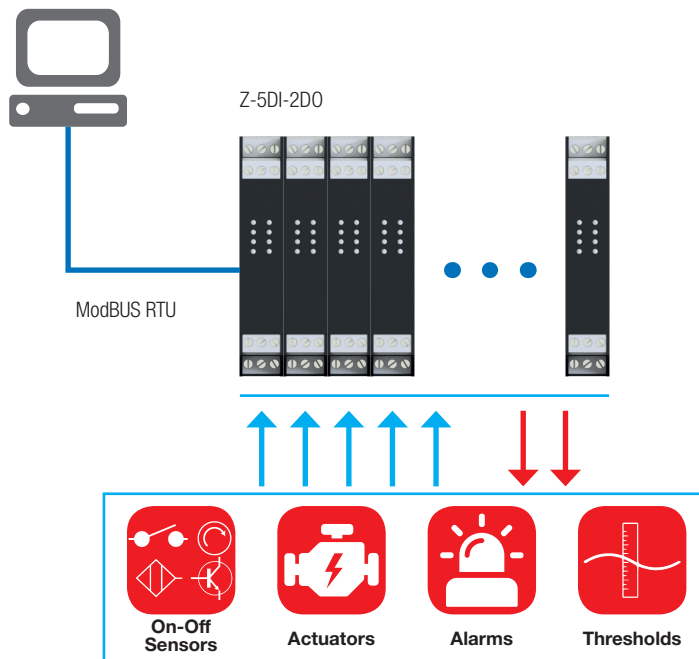 Z-5DI-2DO
ModBUS RTU
On-Off
Sensors
Actuators
Alarms
Thresholds